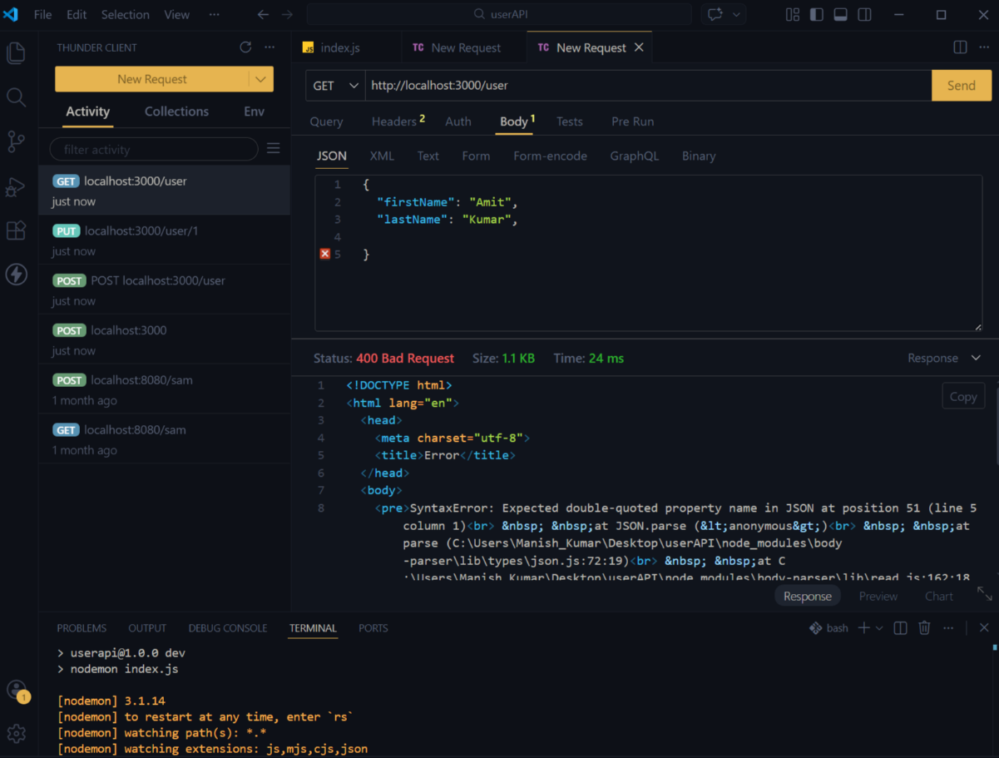 File Edit Selection View ··· userAPI
THUNDER CLIENT
New Request
Activity Collections Env
filter activity
GET localhost:3000/user
just now
PUT localhost:3000/user/1
just now
POST POST localhost:3000/user
just now
POST localhost:3000
just now
POST localhost:8080/sam
1 month ago
GET localhost:8080/sam
1 month ago
1
JS index.js TC New Request TC New Request
GET http://localhost:3000/user Send
Query Headers 2 Auth Body 1 Tests Pre Run
JSON XML Text Form Form-encode GraphQL Binary
1 {
2 "firstName": "Amit",
3 "lastName": "Kumar",
4
5 }
Status: 400 Bad Request Size: 1.1 KB Time: 24 ms Response
Copy
1 <!DOCTYPE html>
2 <html lang="en">
3 <head>
4 <meta charset="utf-8">
5 <title>Error</title>
6 </head>
7 <body>
8 <pre>SyntaxError: Expected double-quoted property name in JSON at position 51 (line 5
column 1)<br> &nbsp; &nbsp;at JSON.parse (&lt;anonymous&gt;)<br> &nbsp; &nbsp;at
parse (C:\Users\Manish_Kumar\Desktop\userAPI\node_modules\body
-parser\lib\types\json.js:72:19)<br> &nbsp; &nbsp;at C
:\Users\Manish_Kumar\Desktop\userAPI\node_modules\body-parser\lib\read.js:162:18
Response Preview Chart
PROBLEMS OUTPUT DEBUG CONSOLE TERMINAL PORTS bash
> userapi@1.0.0 dev
> nodemon index.js
[nodemon] 3.1.14
[nodemon] to restart at any time, enter `rs`
[nodemon] watching path(s): *.*
[nodemon] watching extensions: js,mjs,cjs,json